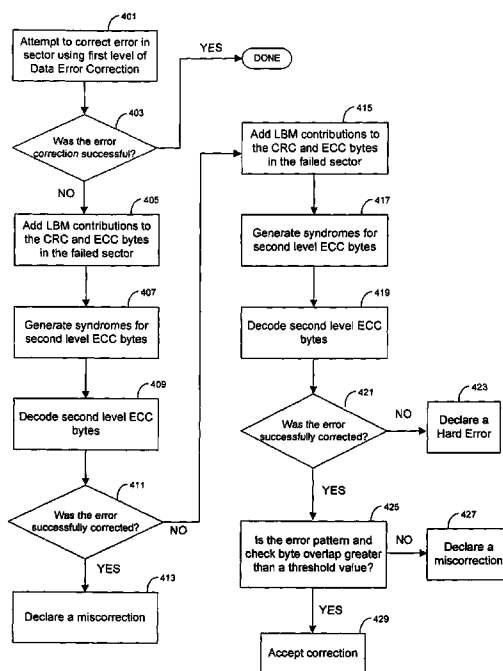 401
Attempt to correct error in
sector using first level of
Data Error Correction
YES
DONE
403
Was the error
correction successful?
NO
405
Add LBM contributions to
the CRC and ECC bytes
in the failed sector
407
Generate syndromes for
second level ECC bytes
409
Decode second level ECC
bytes
411
Was the error
successfully corrected?
NO
YES
413
Declare a miscorrection
415
Add LBM contributions to
the CRC and ECC bytes
in the failed sector
417
Generate syndromes for
second level ECC bytes
419
Decode second level ECC
bytes
421
Was the error
successfully corrected?
NO
423
Declare a
Hard Error
YES
425
Is the error pattern and
check byte overlap greater
than a threshold value?
NO
427
Declare a
miscorrection
YES
429
Accept correction